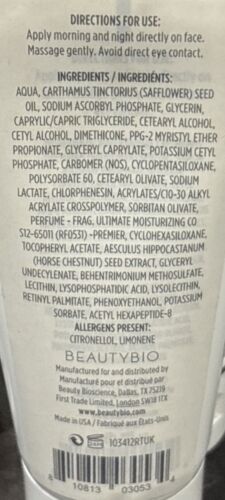 DIRECTIONS FOR USE:
Apply morning and night directly on face.
Massage gently. Avoid direct eye contact.
INGREDIENTS / INGRÉDIENTS:
AQUA, CARTHAMUS TINCTORIUS (SAFFLOWER) SEED
OIL, SODIUM ASCORBYL PHOSPHATE, GLYCERIN,
CAPRYLIC/CAPRIC TRIGLYCERIDE, CETEARYL ALCOHOL,
CETYL ALCOHOL, DIMETHICONE, PPG-2 MYRISTYL ETHER
PROPIONATE, GLYCERYL CAPRYLATE, POTASSIUM CETYL
PHOSPHATE, CARBOMER (NOS), CYCLOPENTASILOXANE,
POLYSORBATE 60, CETEARYL OLIVATE, SODIUM
LACTATE, CHLORPHENESIN, ACRYLATES/C10-30 ALKYL
ACRYLATE CROSSPOLYMER, SORBITAN OLIVATE,
PERFUME - FRAG, ULTIMATE MOISTURIZING CO
512-65011 (RF0531) -PREMIER, CYCLOHEXASILOXANE,
TOCOPHERYL ACETATE, AESCULUS HIPPOCASTANUM
(HORSE CHESTNUT) SEED EXTRACT, GLYCERYL
UNDECYLENATE, BEHENTRIMONIUM METHOSULFATE,
LECITHIN, LYSOPHOSPHATIDIC ACID, LYSOLECITHIN,
RETINYL PALMITATE, PHENOXYETHANOL, POTASSIUM
SORBATE, ACETYL HEXAPEPTIDE-8
ALLERGENS PRESENT:
CITRONELLOL, LIMONENE
BEAUTYBIO
Manufactured for and distributed by
Manufacturé pour et distribué par
Beauty Bioscience, Dallas, TX 75219
First Trade Limited, London SW18 1TX
www.beautybio.com
Made in USA / Fabriqué aux États-Unis
103412RTUK
8 10813 03053 4